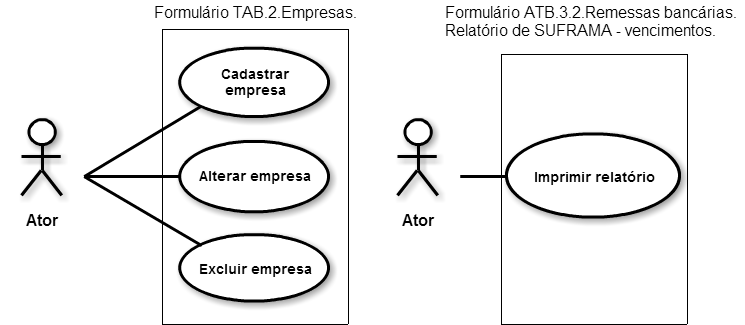 Formulário TAB.2.Empresas.
Cadastrar
empresa
Alterar empresa
Excluir empresa
Ator
Formulário ATB.3.2.Remessas bancárias.
Relatório de SUFRAMA - vencimentos.
Imprimir relatório
Ator